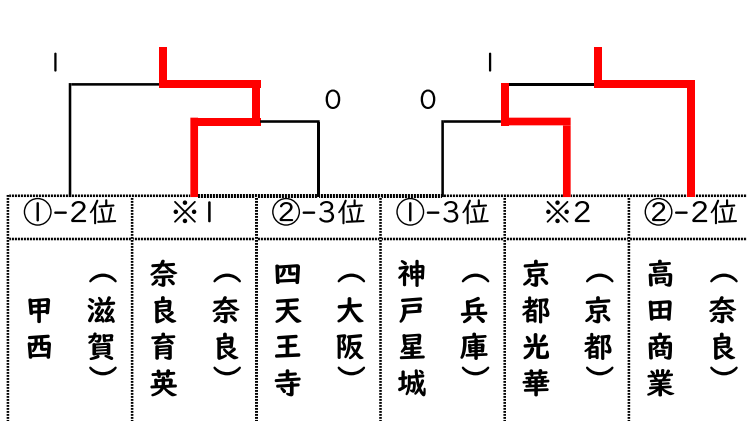 1
1
0
0
①-2位
※1
②-3位
①-3位
※2
②-2位
甲西
（滋賀）
奈良育英
（奈良）
四天王寺
（大阪）
神戸星城
（兵庫）
京都光華
（京都）
高田商業
（奈良）